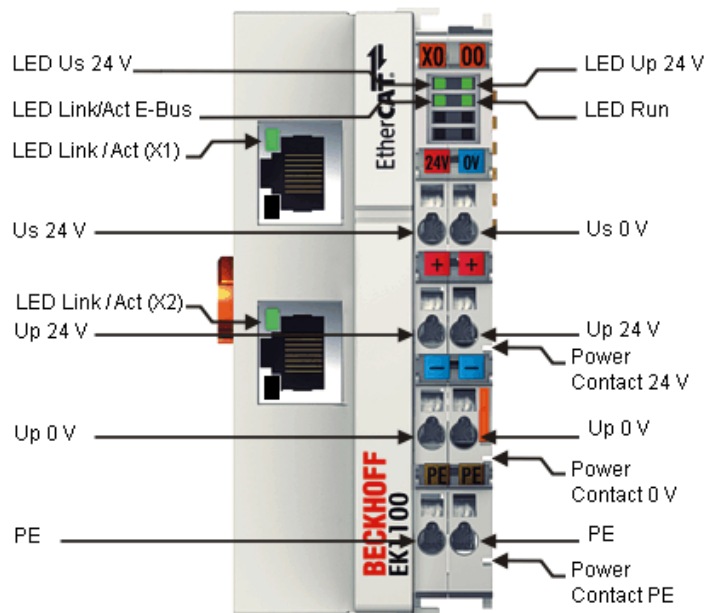 LED Us 24 V
LED Link/Act E-Bus
LED Link / Act (X1)
Us 24 V
LED Link / Act (X2)
Up 24 V
Up 0 V
PE
EtherCAT®
BECKHOFF
EK1100
X0 00
24V 0V
+ +
− −
PE PE
LED Up 24 V
LED Run
Us 0 V
Up 24 V
Power
Contact 24 V
Up 0 V
Power
Contact 0 V
PE
Power
Contact PE